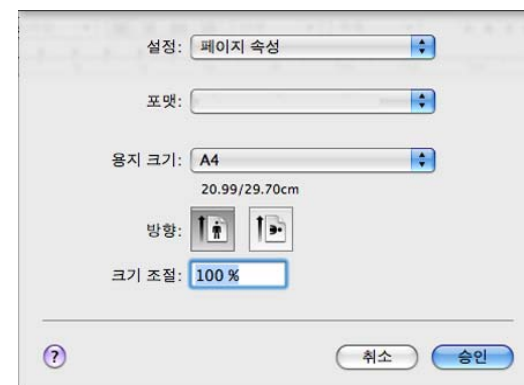 설정: 페이지 속성
포맷:
용지 크기: A4
20.99/29.70cm
방향:
크기 조절: 100 %
?
취소 승인